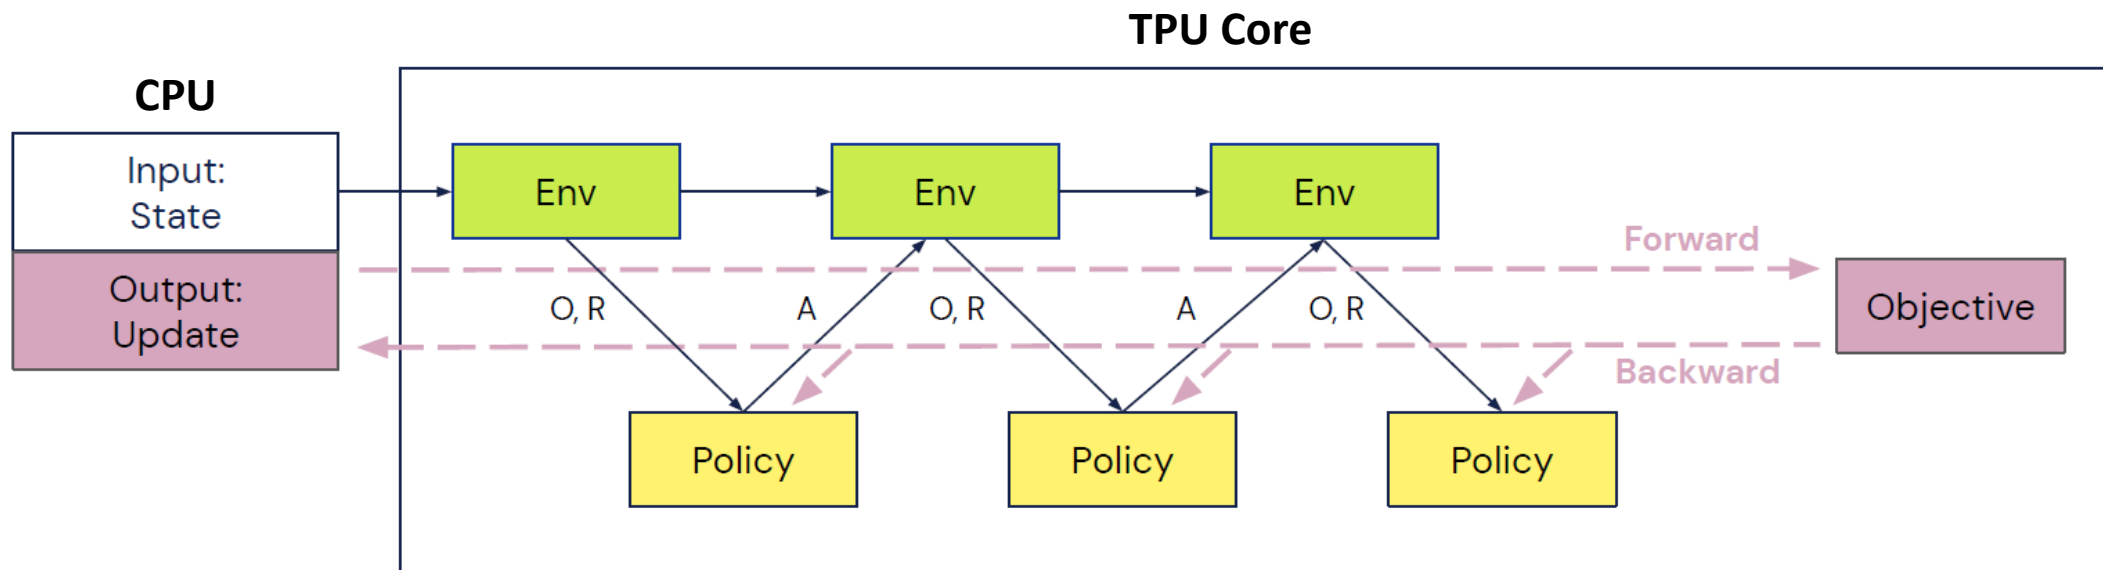 TPU Core
CPU
Input:
State
Output:
Update
Env
Env
Env
Forward
O, R
A
O, R
A
O, R
Objective
Backward
Policy
Policy
Policy